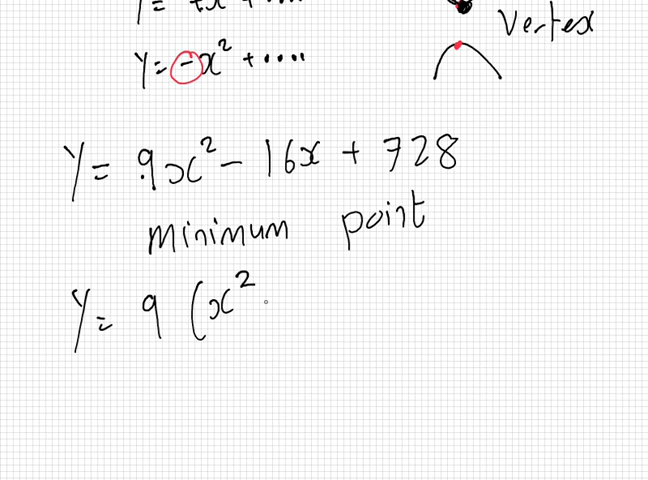 Vertex
y = -x² + ....
y = 9x² - 16x + 728
minimum point
y = 9 (x²